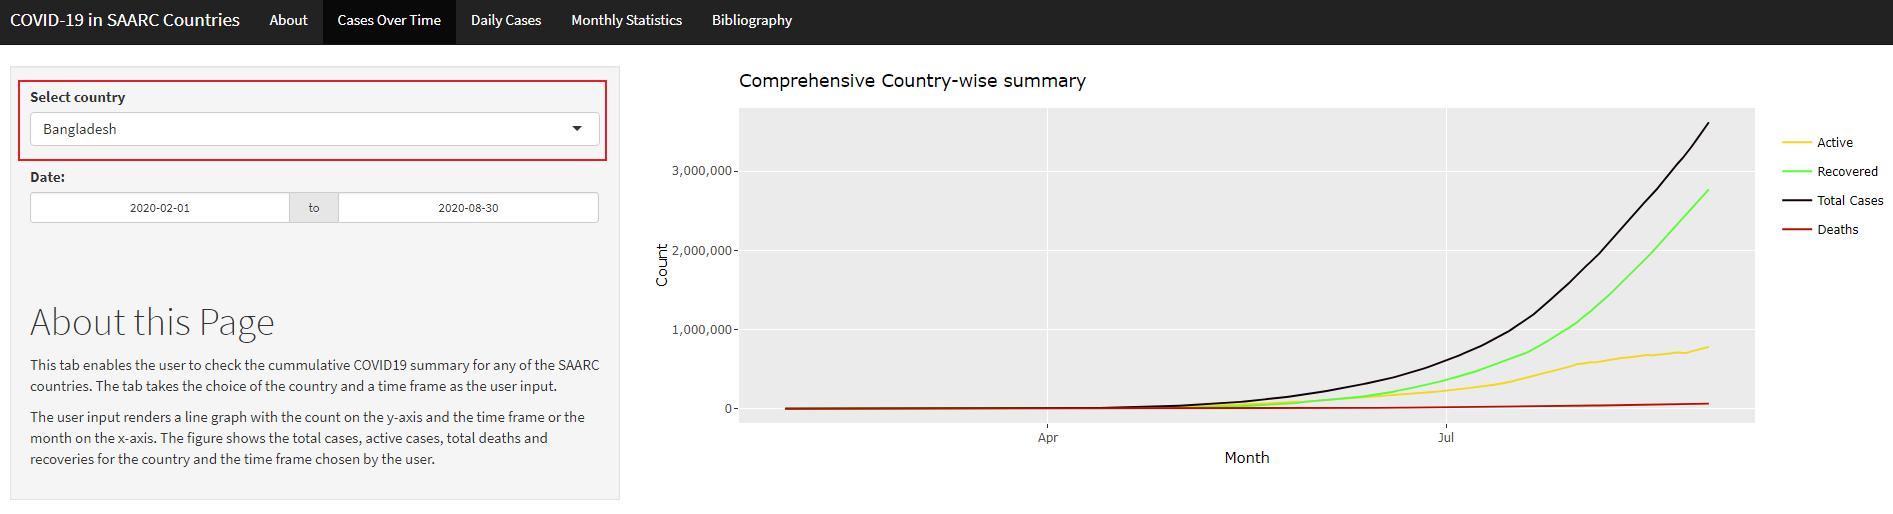 COVID-19 in SAARC Countries About Cases Over Time Daily Cases Monthly Statistics Bibliography
Select country
Bangladesh
Date:
2020-02-01 to 2020-08-30
About this Page
This tab enables the user to check the cummulative COVID19 summary for any of the SAARC
countries. The tab takes the choice of the country and a time frame as the user input.
The user input renders a line graph with the count on the y-axis and the time frame or the
month on the x-axis. The figure shows the total cases, active cases, total deaths and
recoveries for the country and the time frame chosen by the user.
Comprehensive Country-wise summary
Count
3,000,000
2,000,000
1,000,000
0
Apr Jul
Month
Active
Recovered
Total Cases
Deaths